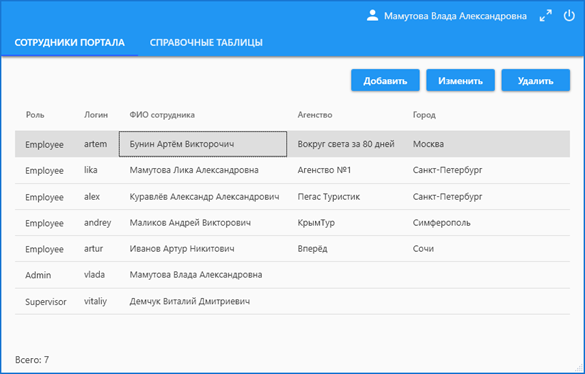 Мамутова Влада Александровна
СОТРУДНИКИ ПОРТАЛА СПРАВОЧНЫЕ ТАБЛИЦЫ
Добавить Изменить Удалить
Роль Логин ФИО сотрудника Агенство Город
Employee artem Бунин Артём Викторочич Вокруг света за 80 дней Москва
Employee lika Мамутова Лика Александровна Агенство №1 Санкт-Петербург
Employee alex Куравлёв Александр Александрович Пегас Туристик Санкт-Петербург
Employee andrey Маликов Андрей Викторович КрымТур Симферополь
Employee artur Иванов Артур Никитович Вперёд Сочи
Admin vlada Мамутова Влада Александровна
Supervisor vitaliy Демчук Виталий Дмитриевич
Всего: 7